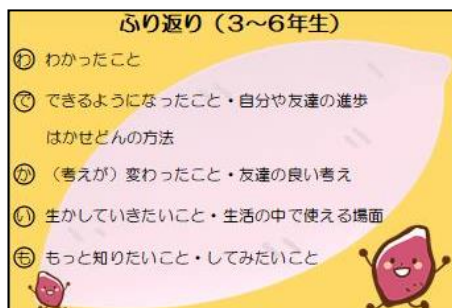 ふり返り（３～６年生）
わ わかったこと
で できるようになったこと・自分や友達の進歩
はかせどんの方法
か （考えが）変わったこと・友達の良い考え
い 生かしていきたいこと・生活の中で使える場面
も もっと知りたいこと・してみたいこと